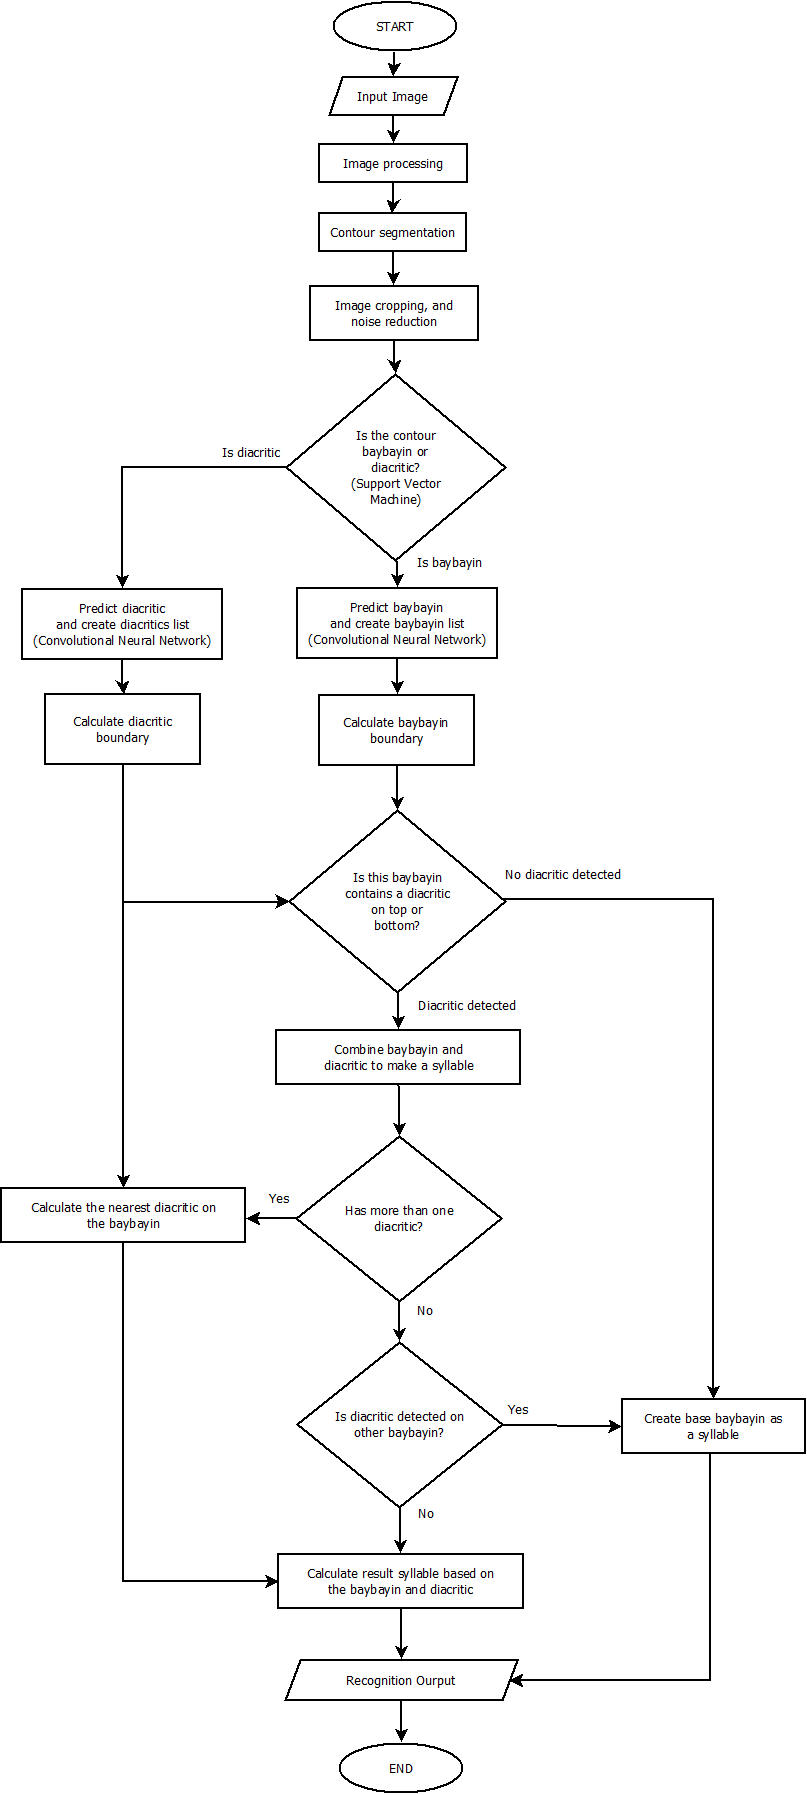 START
Input Image
Image processing
Contour segmentation
Image cropping, and
noise reduction
Is the contour
baybayin or
diacritic?
(Support Vector
Machine)
Is diacritic
Is baybayin
Predict diacritic
and create diacritics list
(Convolutional Neural Network)
Predict baybayin
and create baybayin list
(Convolutional Neural Network)
Calculate diacritic
boundary
Calculate baybayin
boundary
Is this baybayin
contains a diacritic
on top or
bottom?
No diacritic detected
Diacritic detected
Combine baybayin and
diacritic to make a syllable
Has more than one
diacritic?
Yes
Calculate the nearest diacritic on
the baybayin
No
Is diacritic detected on
other baybayin?
Yes
Create base baybayin as
a syllable
No
Calculate result syllable based on
the baybayin and diacritic
Recognition Ourput
END